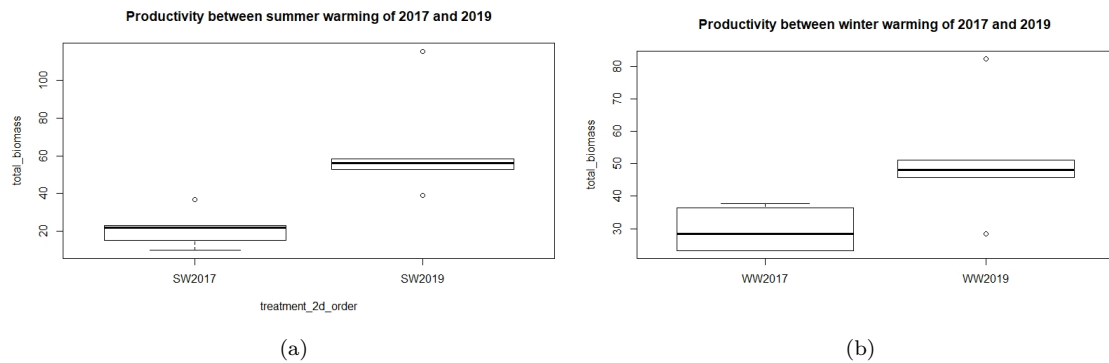 Productivity between summer warming of 2017 and 2019
total_biomass
100
80
60
40
20
SW2017
SW2019
treatment_2d_order
(a)
Productivity between winter warming of 2017 and 2019
total_biomass
80
70
60
50
40
30
WW2017
WW2019
(b)